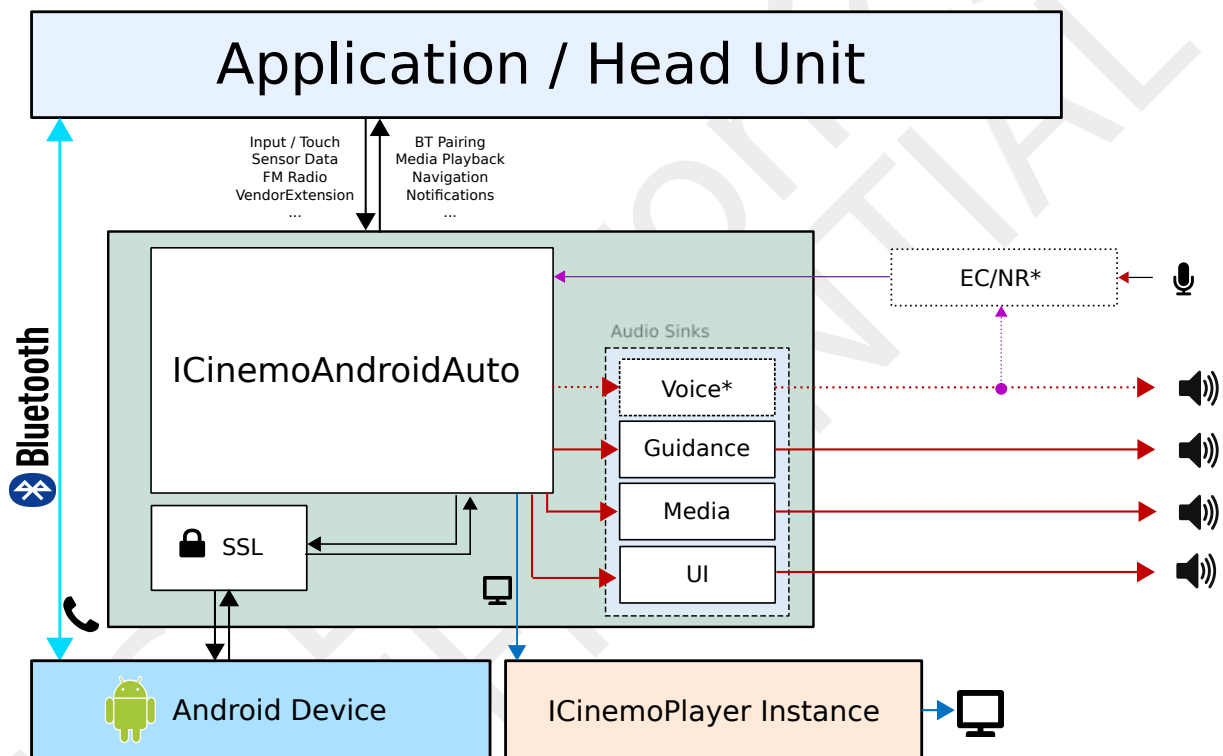 Application / Head Unit
Input / Touch
Sensor Data
FM Radio
VendorExtension
...
BT Pairing
Media Playback
Navigation
Notifications
...
Bluetooth
ICinemoAndroidAuto
EC/NR*
Audio Sinks
Voice*
Guidance
Media
UI
SSL
Android Device
ICinemoPlayer Instance